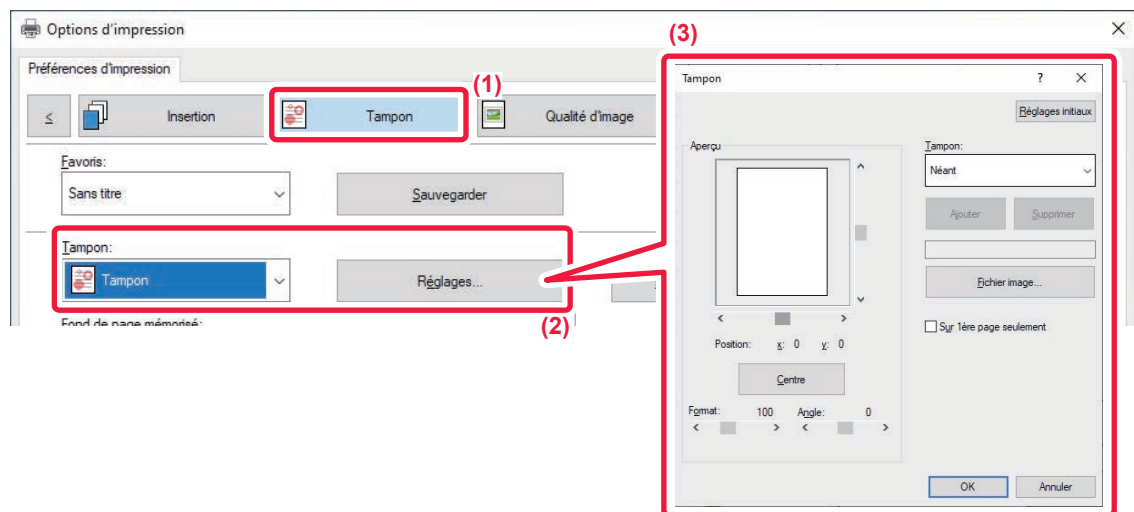 Options d'impression
(3)
Préférences d'impression
(1)
<
Insertion
Tampon
Qualité d'image
Favoris:
Sans titre
Sauvegarder
Tampon:
Tampon
Réglages...
Fond de page mémorisé:
(2)
Tampon
?
Réglages initiaux
Aperçu
Tampon:
Néant
Ajouter
Supprimer
Fichier image...
Sur 1ère page seulement
Position: x: 0 y: 0
Centre
Format: 100 Angle: 0
OK
Annuler